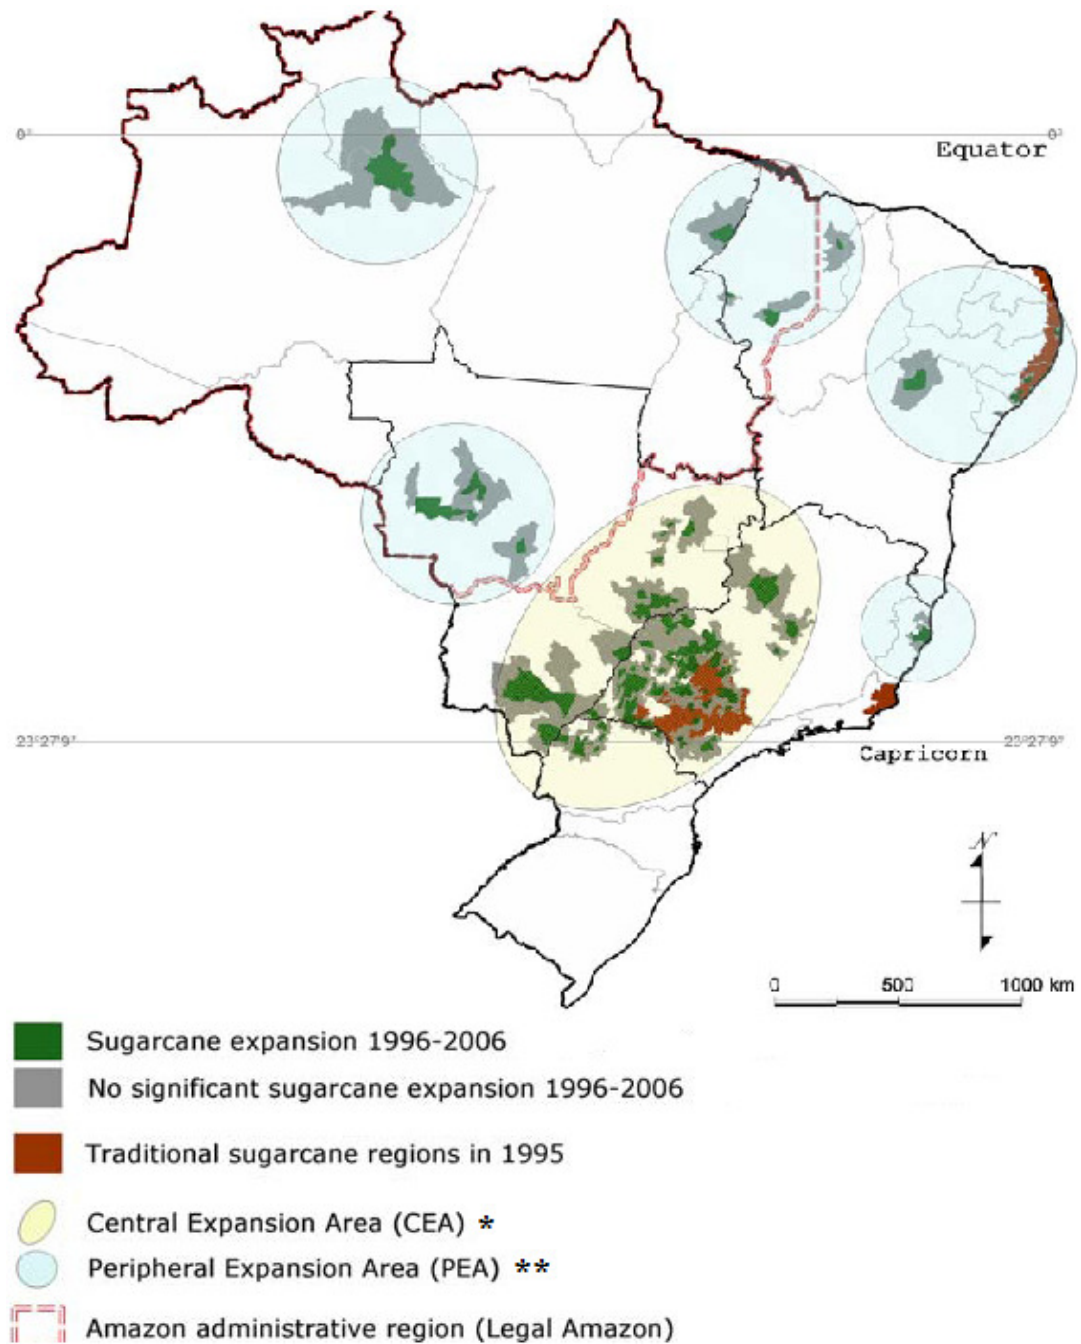 0°
0°
Equator
23°27'9"
23°27'9"
Capricorn
N
0 500 1000 km
Sugarcane expansion 1996-2006
No significant sugarcane expansion 1996-2006
Traditional sugarcane regions in 1995
Central Expansion Area (CEA) *
Peripheral Expansion Area (PEA) **
Amazon administrative region (Legal Amazon)